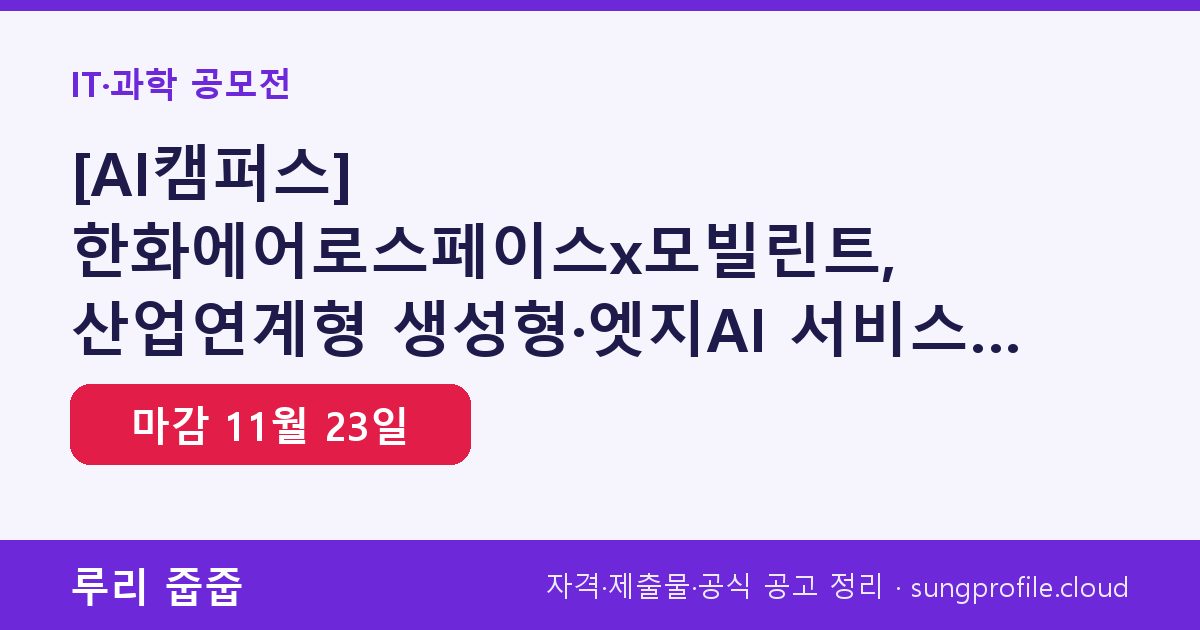 IT·과학 공모전
[AI캠퍼스]
한화에어로스페이스x모빌린트,
산업연계형 생성형·엣지AI 서비스...
마감 11월 23일
루리 줍줍
자격·제출물·공식 공고 정리 · sungprofile.cloud